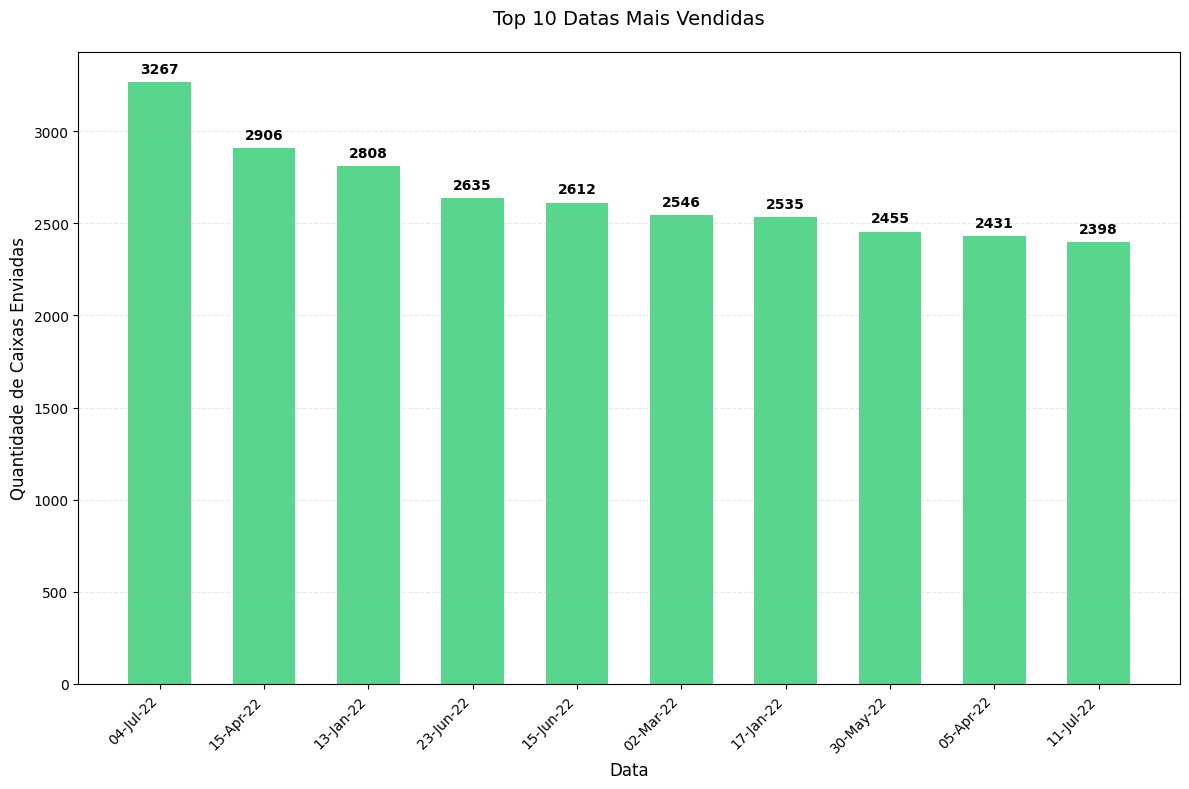 Top 10 Datas Mais Vendidas
Quantidade de Caixas Enviadas
3000
2500
2000
1500
1000
500
0
3267
2906
2808
2635
2612
2546
2535
2455
2431
2398
04-Jul-22
15-Apr-22
13-Jan-22
23-Jun-22
15-Jun-22
02-Mar-22
17-Jan-22
30-May-22
05-Apr-22
11-Jul-22
Data